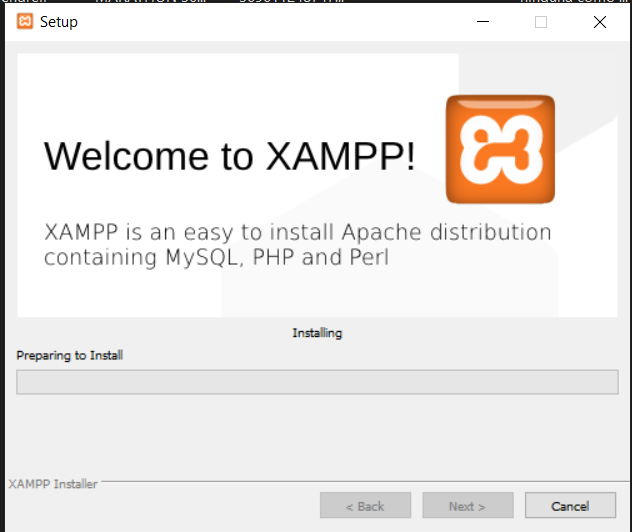 Setup
Welcome to XAMPP!
XAMPP is an easy to install Apache distribution
containing MySQL, PHP and Perl
Installing
Preparing to Install
XAMPP Installer
< Back
Next >
Cancel